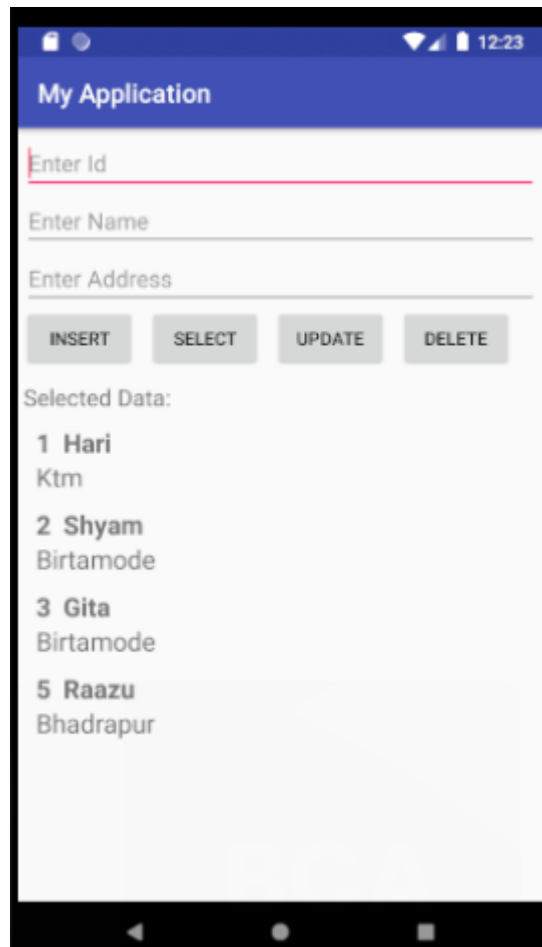 12:23
My Application
Enter Id
Enter Name
Enter Address
INSERT SELECT UPDATE DELETE
Selected Data:
1 Hari
Ktm
2 Shyam
Birtamode
3 Gita
Birtamode
5 Raazu
Bhadrapur
BCA